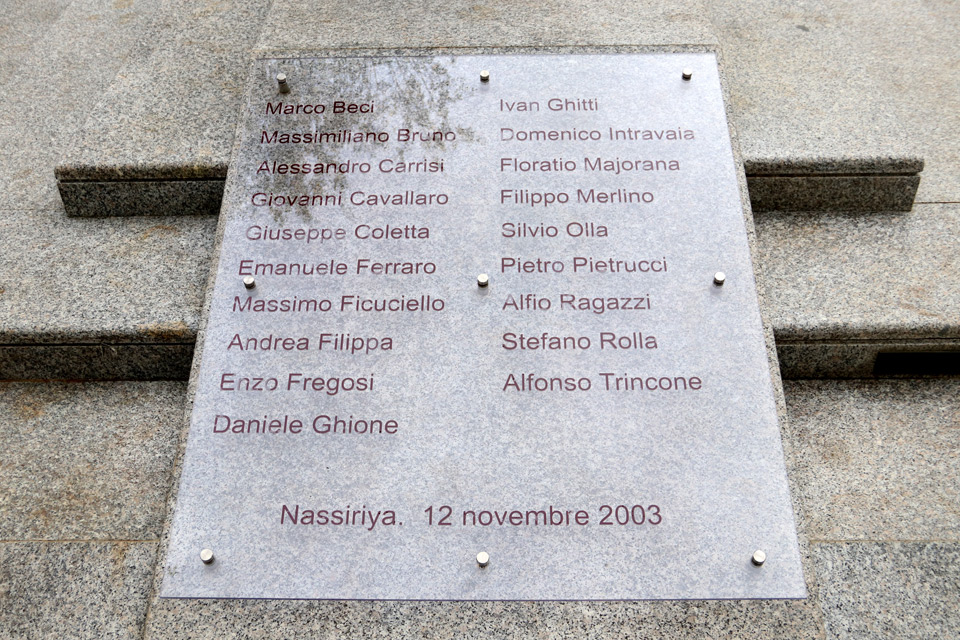 Marco Beci
Massimiliano Bruno
Alessandro Carrisi
Giovanni Cavallaro
Giuseppe Coletta
Emanuele Ferraro
Massimo Ficuciello
Andrea Filippa
Enzo Fregosi
Daniele Ghione
Ivan Ghitti
Domenico Intravaia
Floratio Majorana
Filippo Merlino
Silvio Olla
Pietro Pietrucci
Alfio Ragazzi
Stefano Rolla
Alfonso Trincone
Nassiriya. 12 novembre 2003